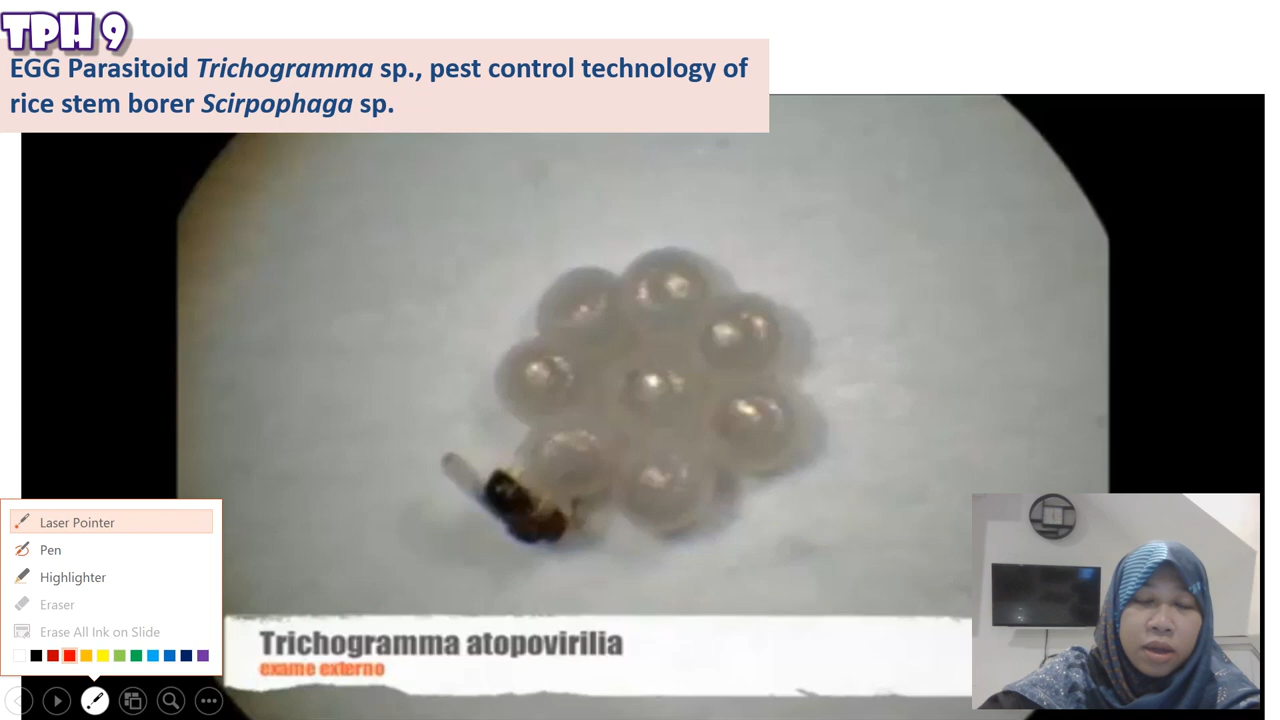 TPH 9
EGG Parasitoid Trichogramma sp., pest control technology of
rice stem borer Scirpophaga sp.
Laser Pointer
Pen
Highlighter
Eraser
Erase All Ink on Slide
Trichogramma atopovirilia
exame externo